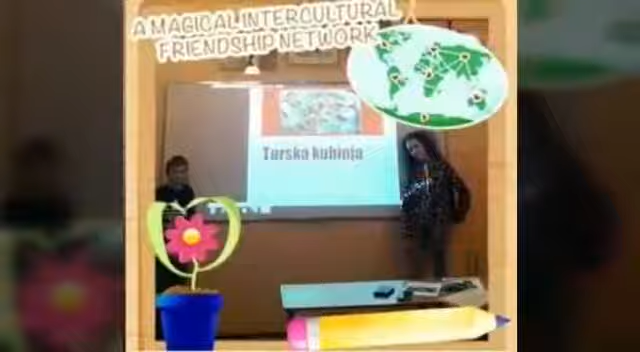 A MAGICAL INTERCULTURAL
FRIENDSHIP NETWORK
Turska kuhinja